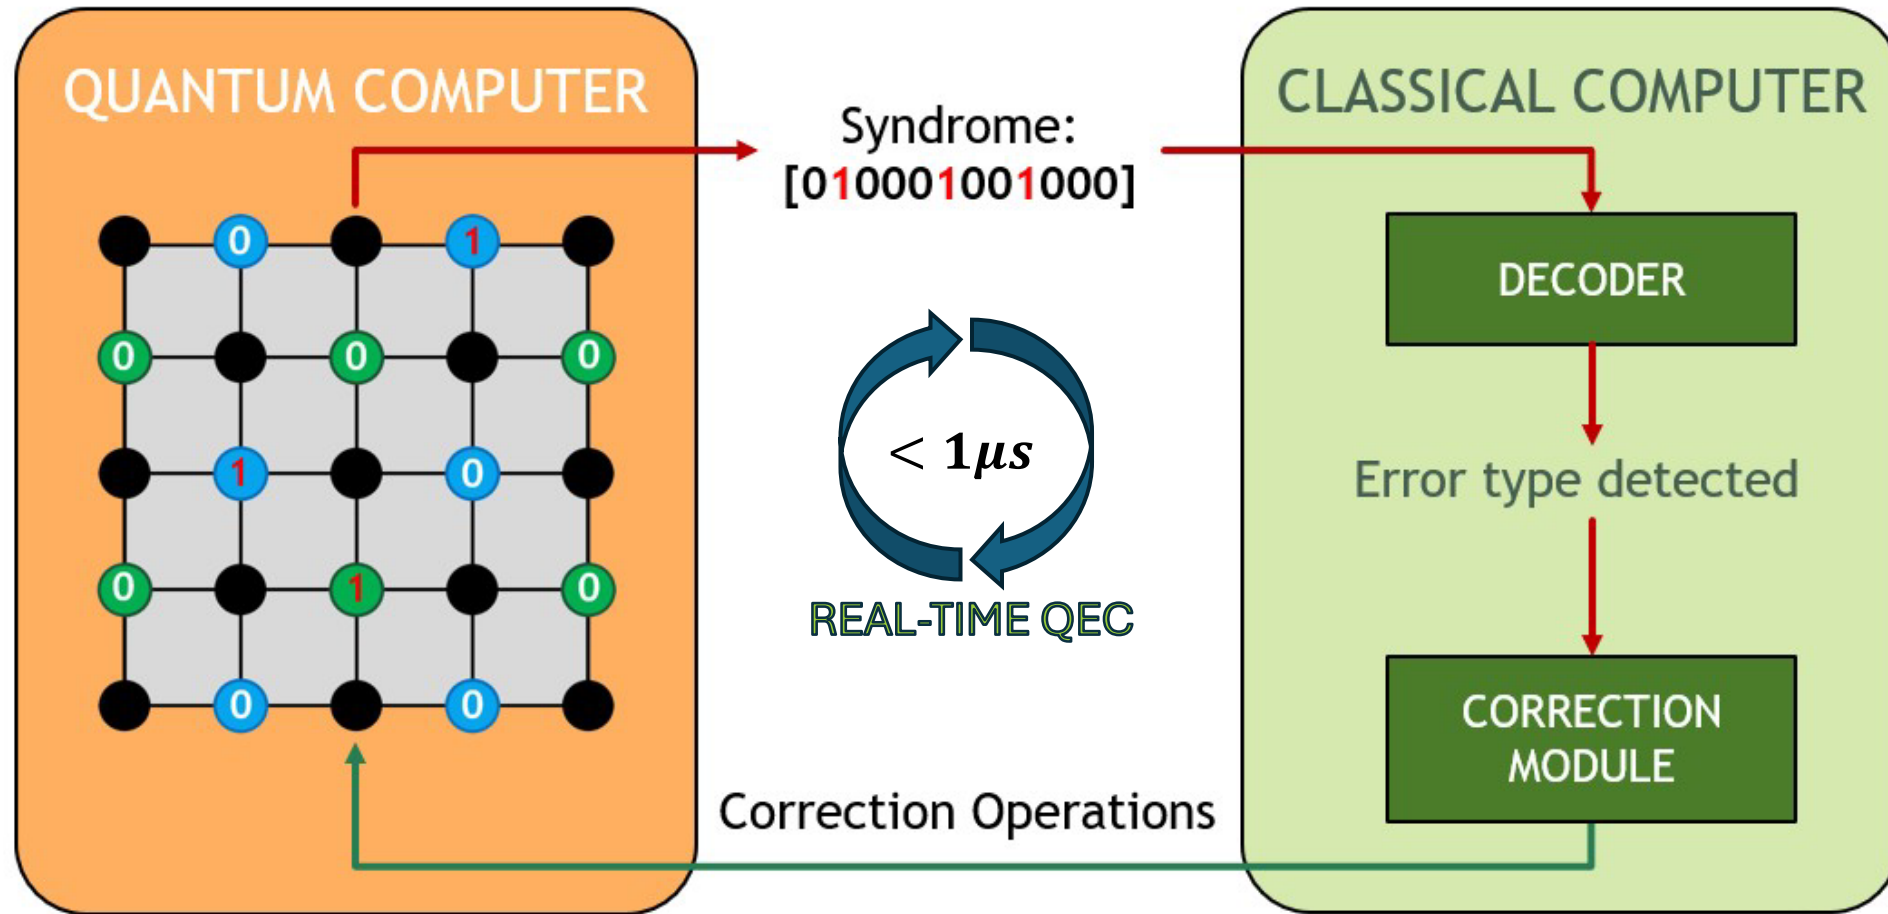 QUANTUM COMPUTER
Syndrome:
[010001001000]
CLASSICAL COMPUTER
0 1
0 0 0
1 0
0 1 0
0 0
< 1μs
REAL-TIME QEC
DECODER
Error type detected
CORRECTION
MODULE
Correction Operations